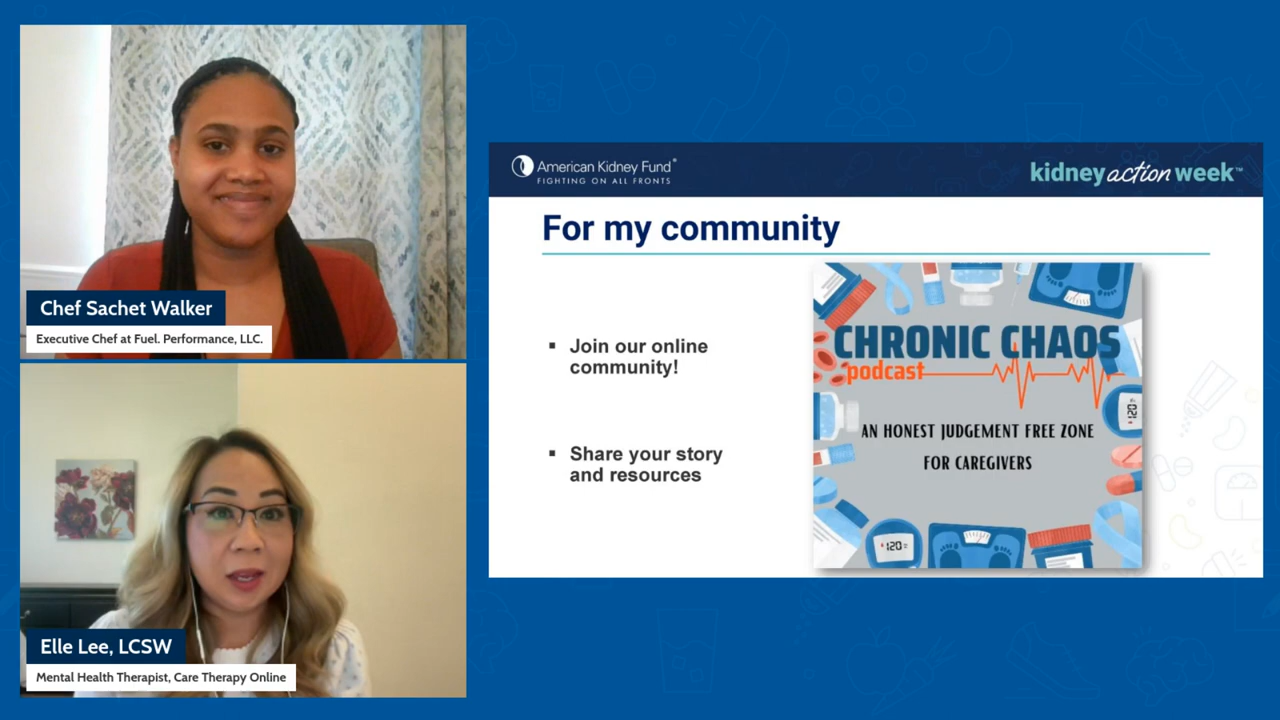 Chef Sachet Walker
Executive Chef at Fuel. Performance, LLC.
Elle Lee, LCSW
Mental Health Therapist, Care Therapy Online
American Kidney Fund®
FIGHTING ON ALL FRONTS
kidney action week™
For my community
▪ Join our online
community!
▪ Share your story
and resources
CHRONIC CHAOS
podcast
AN HONEST JUDGEMENT FREE ZONE
FOR CAREGIVERS
120
120